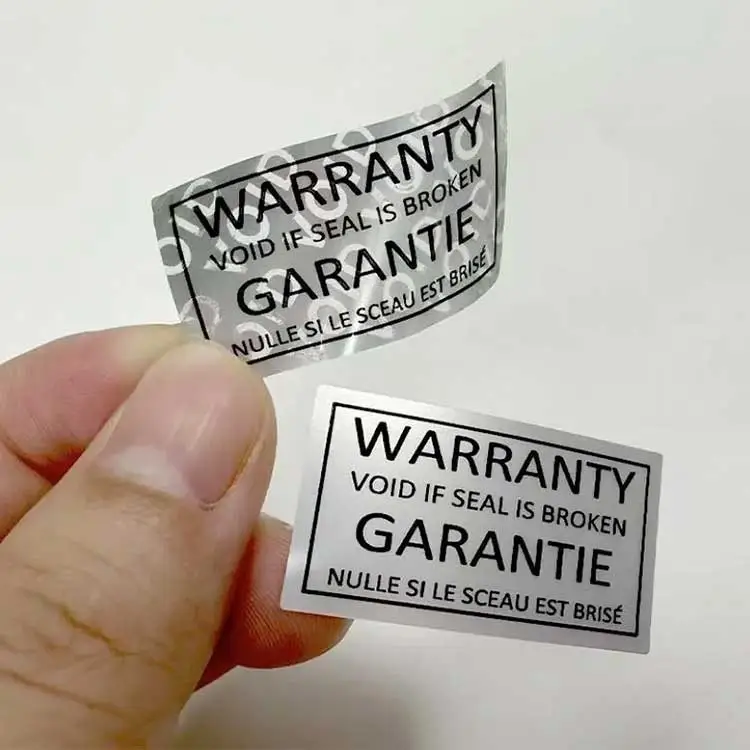 WARRANTY
VOID IF SEAL IS BROKEN
GARANTIE
NULLE SI LE SCEAU EST BRISÉ
WARRANTY
VOID IF SEAL IS BROKEN
GARANTIE
NULLE SI LE SCEAU EST BRISÉ